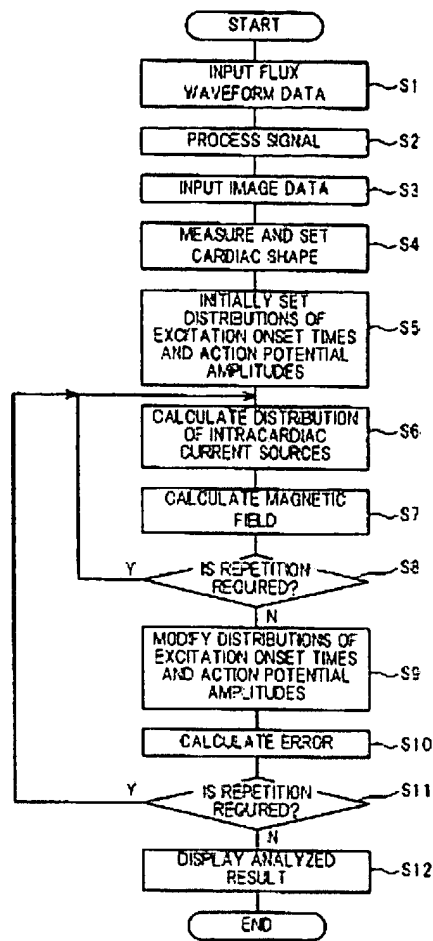 START
INPUT FLUX
WAVEFORM DATA
S1
PROCESS SIGNAL
S2
INPUT IMAGE DATA
S3
MEASURE AND SET
CARDIAC SHAPE
S4
INITIALLY SET
DISTRIBUTIONS OF
EXCITATION ONSET TIMES
AND ACTION POTENTIAL
AMPLITUDES
S5
CALCULATE DISTRIBUTION
OF INTRACARDIAC
CURRENT SOURCES
S6
CALCULATE MAGNETIC
FIELD
S7
Y
IS REPETITION
REQUIRED?
S8
N
MODIFY DISTRIBUTIONS OF
EXCITATION ONSET TIMES
AND ACTION POTENTIAL
AMPLITUDES
S9
CALCULATE ERROR
S10
Y
IS REPETITION
REQUIRED?
S11
N
DISPLAY ANALYZED
RESULT
S12
END